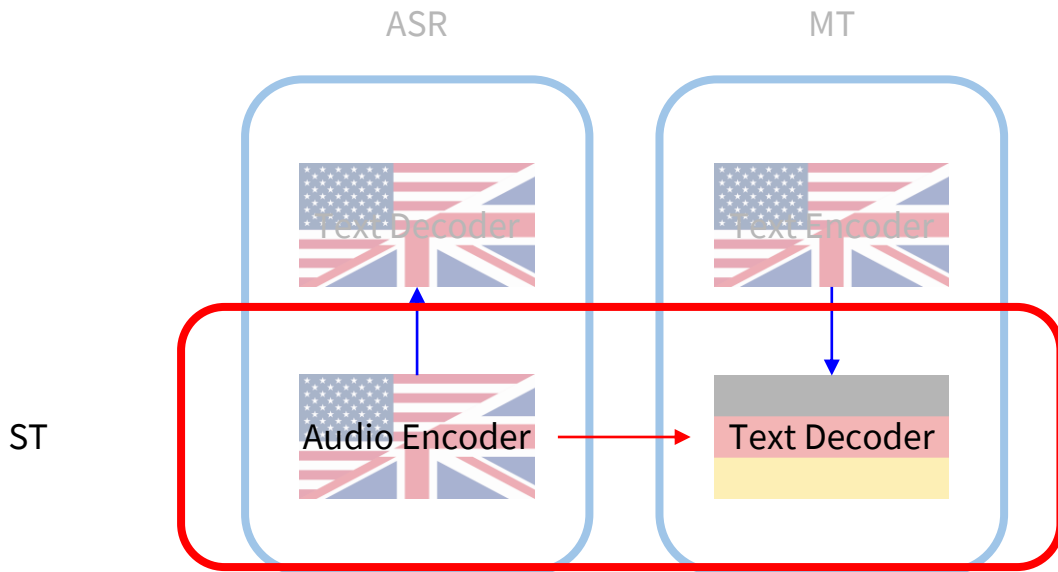 ASR
MT
Text Decoder
Text Encoder
ST
Audio Encoder
Text Decoder